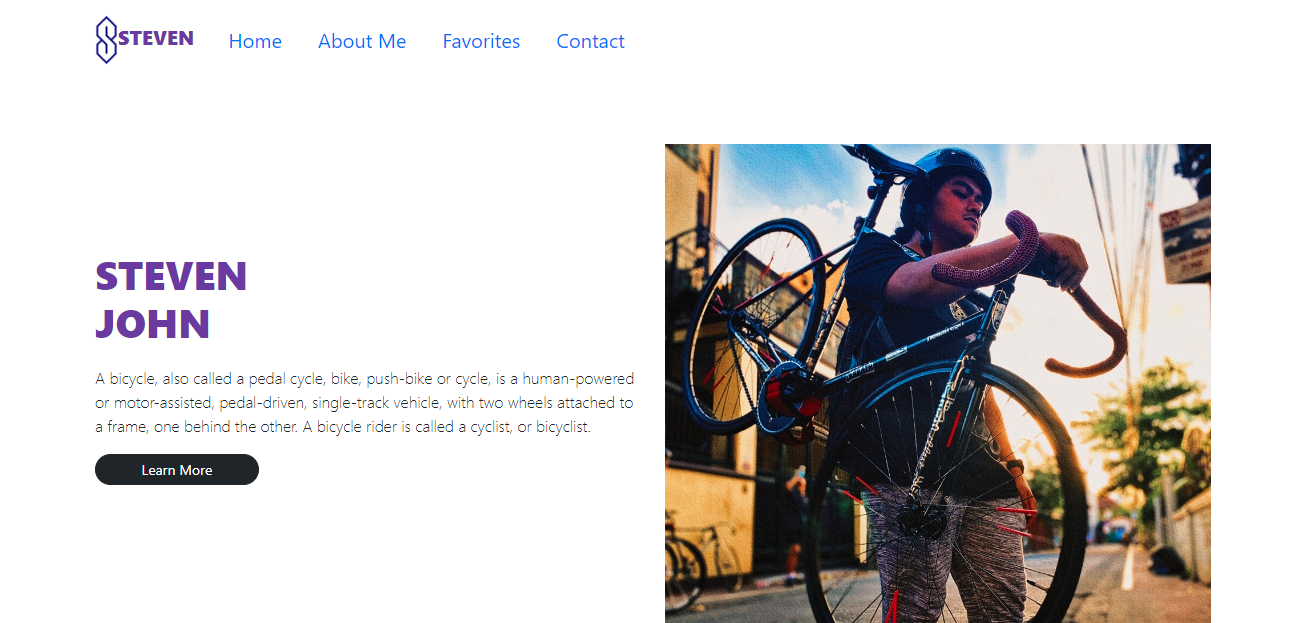 STEVEN
Home
About Me
Favorites
Contact
STEVEN
JOHN
A bicycle, also called a pedal cycle, bike, push-bike or cycle, is a human-powered
or motor-assisted, pedal-driven, single-track vehicle, with two wheels attached to
a frame, one behind the other. A bicycle rider is called a cyclist, or bicyclist.
Learn More